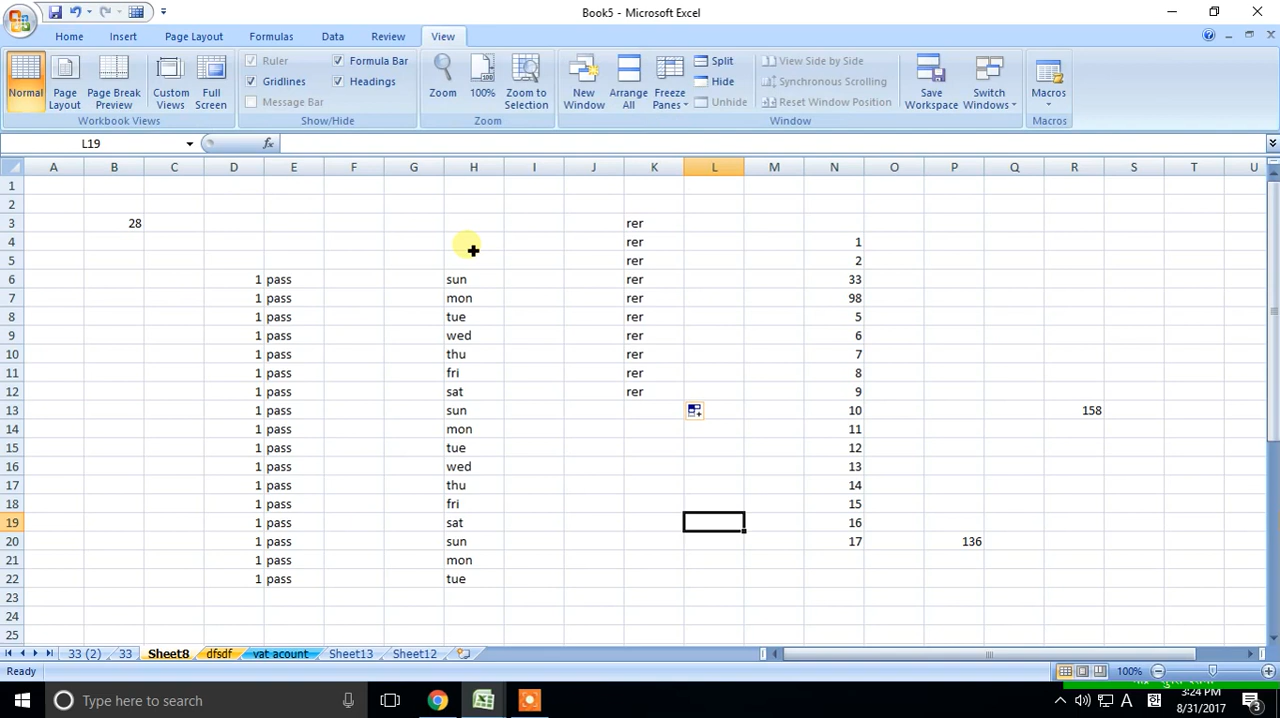 Book5 - Microsoft Excel
Home Insert Page Layout Formulas Data Review View
Ruler Formula Bar
Gridlines Headings
Message Bar
Normal Page Layout Page Break Preview Custom Views Full Screen
Zoom 100% Zoom to Selection
New Window Arrange All Freeze Panes
Split
Hide
Unhide
View Side by Side
Synchronous Scrolling
Reset Window Position
Save Workspace Switch Windows Macros
Workbook Views Show/Hide Zoom Window Macros
L19 fx
A B C D E F G H I J K L M N O P Q R S T U
1
2
3 28 rer
4 rer 1
5 rer 2
6 1 pass sun rer 33
7 1 pass mon rer 98
8 1 pass tue rer 5
9 1 pass wed rer 6
10 1 pass thu rer 7
11 1 pass fri rer 8
12 1 pass sat rer 9
13 1 pass sun 10 158
14 1 pass mon 11
15 1 pass tue 12
16 1 pass wed 13
17 1 pass thu 14
18 1 pass fri 15
19 1 pass sat 16
20 1 pass sun 17 136
21 1 pass mon
22 1 pass tue
23
24
25
33 (2) 33 Sheet8 dfsdf vat acount Sheet13 Sheet12
Ready 100%
Type here to search A 한 3:24 PM
8/31/2017 3